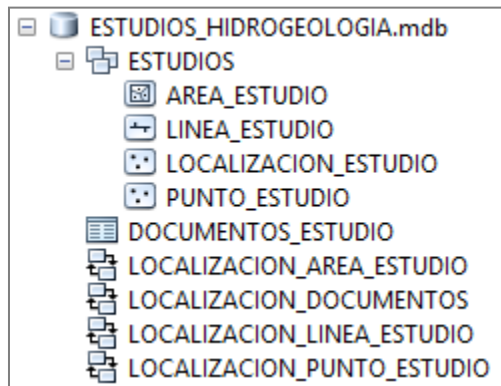 ESTUDIOS_HIDROGEOLOGIA.mdb
ESTUDIOS
AREA_ESTUDIO
LINEA_ESTUDIO
LOCALIZACION_ESTUDIO
PUNTO_ESTUDIO
DOCUMENTOS_ESTUDIO
LOCALIZACION_AREA_ESTUDIO
LOCALIZACION_DOCUMENTOS
LOCALIZACION_LINEA_ESTUDIO
LOCALIZACION_PUNTO_ESTUDIO